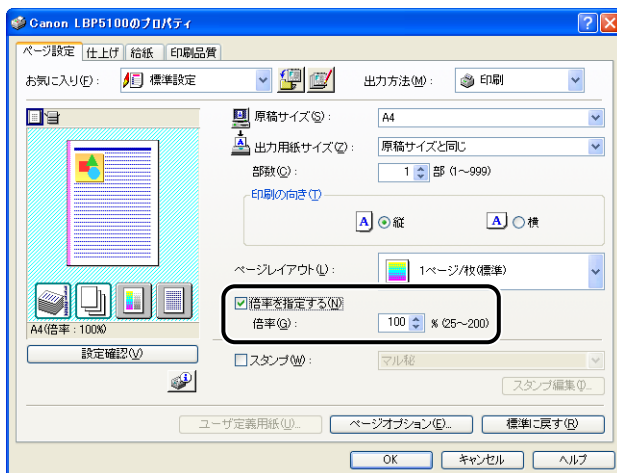 Canon LBP5100のプロパティ
ページ設定 仕上げ 給紙 印刷品質
お気に入り(F): 標準設定 出力方法(M): 印刷
原稿サイズ(S): A4
出力用紙サイズ(Z): 原稿サイズと同じ
部数(C): 1 部 (1～999)
印刷の向き(T)
A 縦 A 横
ページレイアウト(L): 1ページ/枚(標準)
倍率を指定する(N)
倍率(G): 100 % (25～200)
A4(倍率：100%)
設定確認(V)
スタンプ(W): マル秘
スタンプ編集(I)...
ユーザ定義用紙(U)... ページオプション(E)... 標準に戻す(R)
OK キャンセル ヘルプ